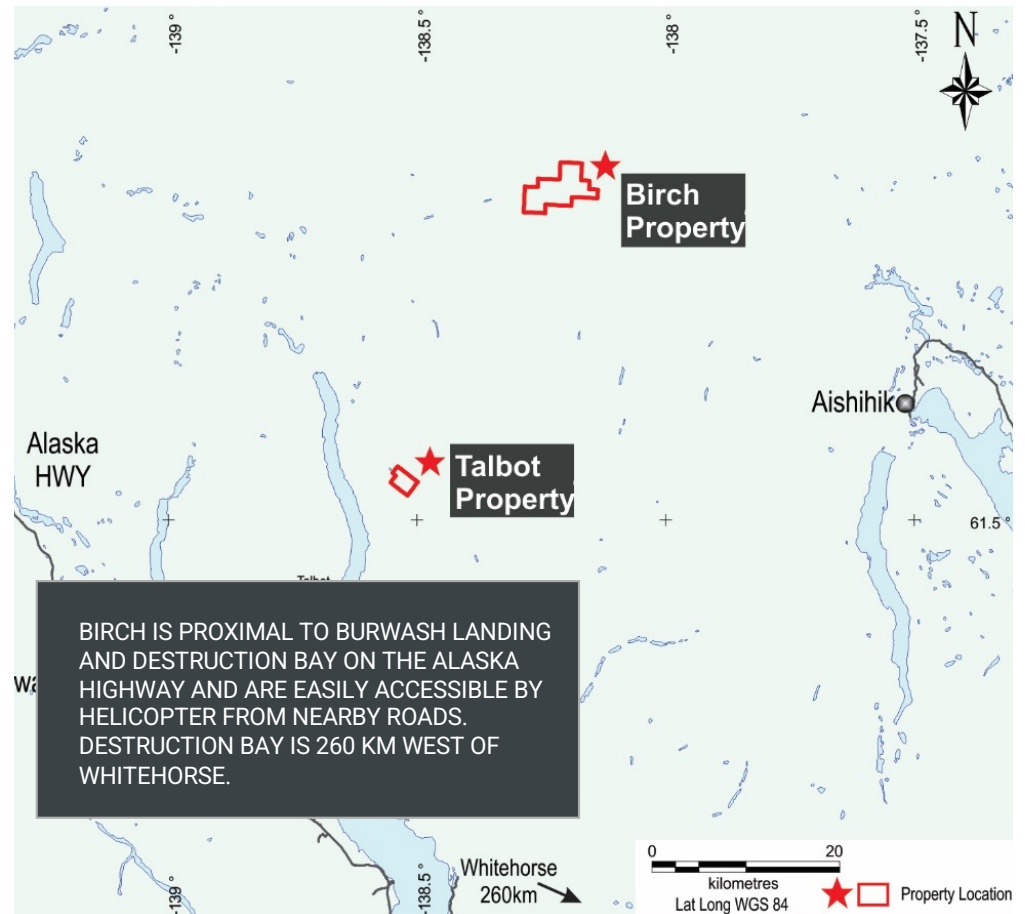 -139°
-138.5°
-138°
-137.5°
N
Birch
Property
Aishihik
Alaska
HWY
Talbot
Property
61.5 °
Talbot
BIRCH IS PROXIMAL TO BURWASH LANDING
AND DESTRUCTION BAY ON THE ALASKA
HIGHWAY AND ARE EASILY ACCESSIBLE BY
HELICOPTER FROM NEARBY ROADS.
DESTRUCTION BAY IS 260 KM WEST OF
WHITEHORSE.
-139°
-138.5°
Whitehorse
260km
0 20
kilometres
Lat Long WGS 84
Property Location